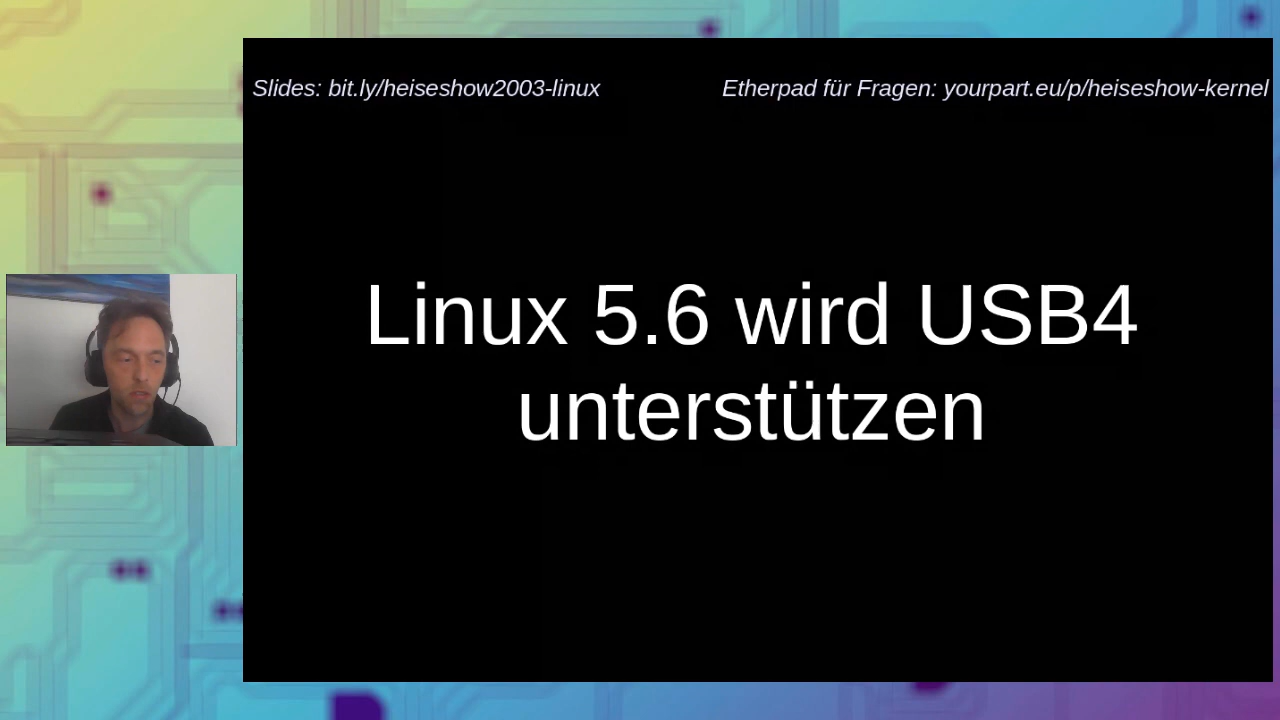 Slides: bit.ly/heiseshow2003-linux
Etherpad für Fragen: yourpart.eu/p/heiseshow-kernel
Linux 5.6 wird USB4
unterstützen